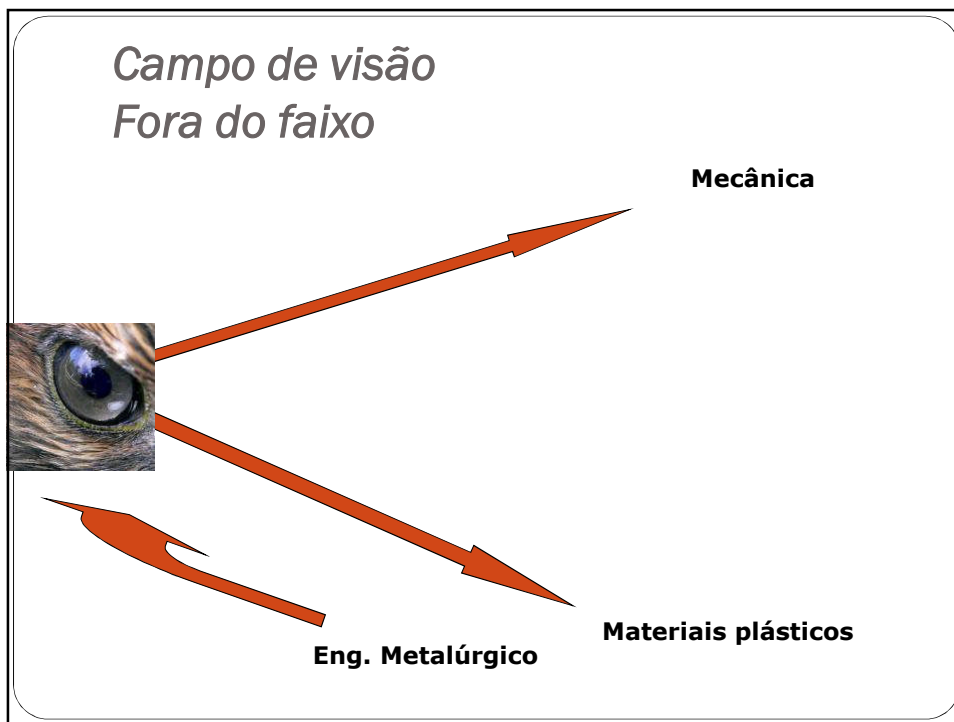 Campo de visão
Fora do faixo
Mecânica
Materiais plásticos
Eng. Metalúrgico